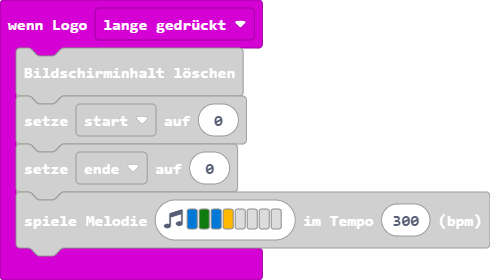 wenn Logo lange gedrückt
Bildschirminhalt löschen
setze start auf 0
setze ende auf 0
spiele Melodie im Tempo 300 (bpm)